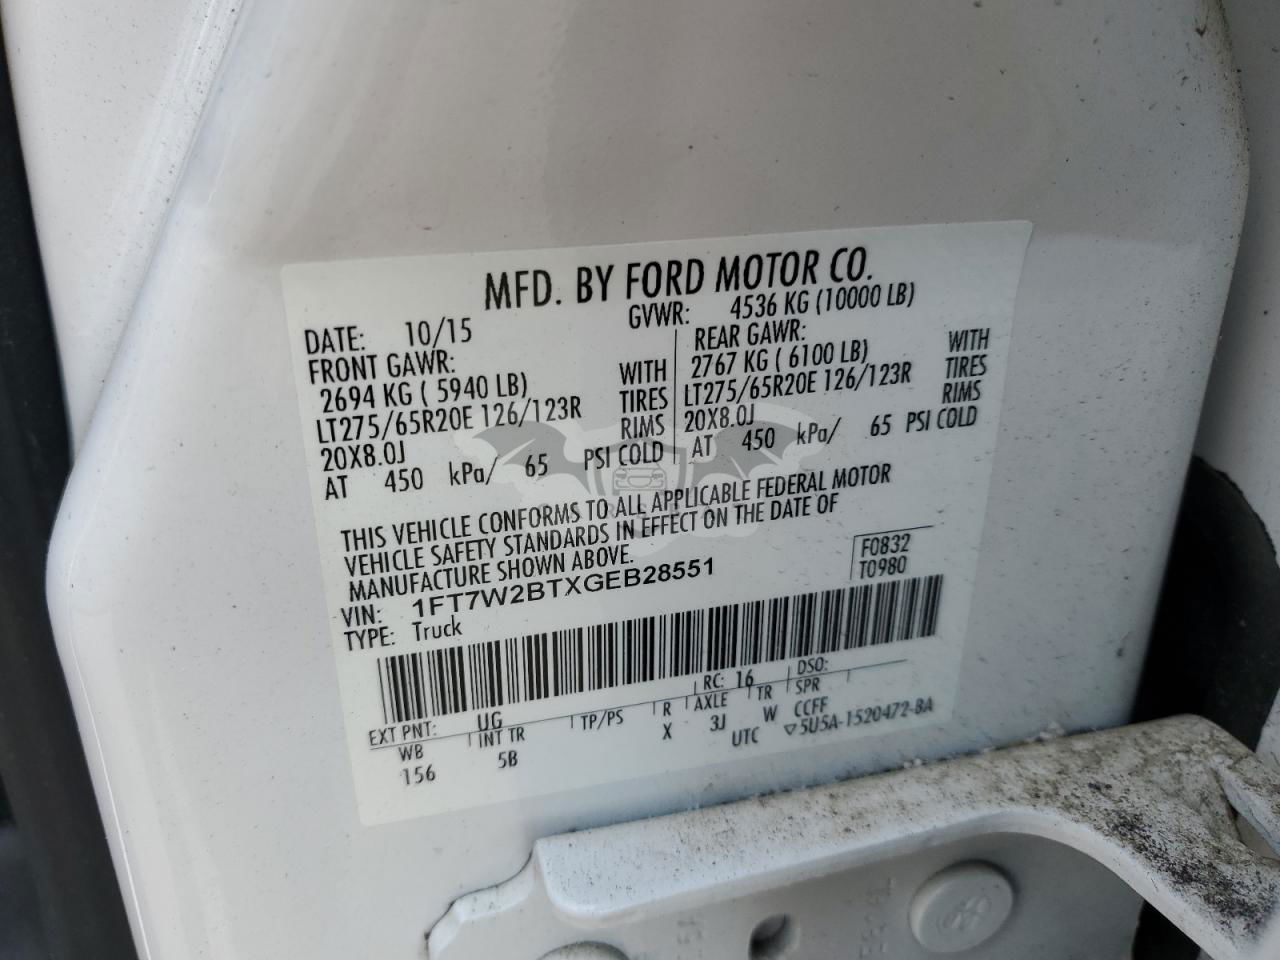 MFD. BY FORD MOTOR CO.
DATE: 10/15 GVWR: 4536 KG (10000 LB)
FRONT GAWR: REAR GAWR:
2694 KG ( 5940 LB) WITH 2767 KG ( 6100 LB) WITH
LT275/65R20E 126/123R TIRES LT275/65R20E 126/123R TIRES
20X8.0J RIMS 20X8.0J RIMS
AT 450 kPa/ 65 PSI COLD AT 450 kPa/ 65 PSI COLD
THIS VEHICLE CONFORMS TO ALL APPLICABLE FEDERAL MOTOR
VEHICLE SAFETY STANDARDS IN EFFECT ON THE DATE OF
MANUFACTURE SHOWN ABOVE.
VIN: 1FT7W2BTXGEB28551 F0832
TYPE: Truck T0980
RC: 16 DSO:
EXT PNT: UG
WB INT TR TP/PS R AXLE TR SPR
156 5B X 3J W CCFF
UTC ▽5U5A-1520472-BA